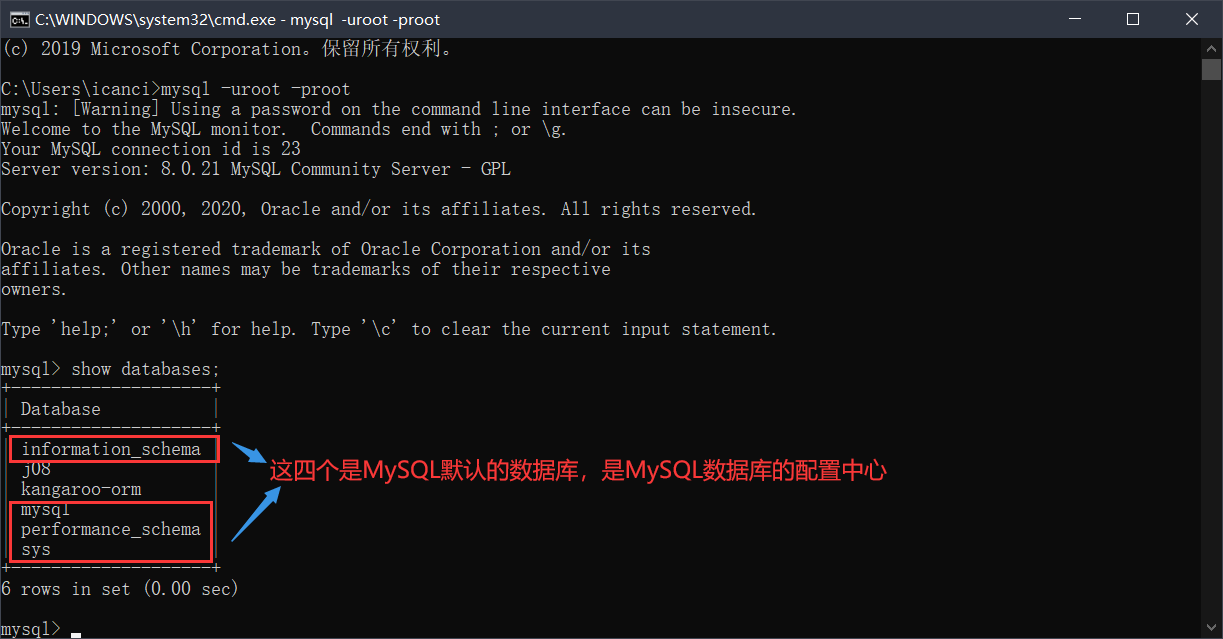 C:\WINDOWS\system32\cmd.exe - mysql  -uroot -proot
(c) 2019 Microsoft Corporation。保留所有权利。
C:\Users\icanci>mysql -uroot -proot
mysql: [Warning] Using a password on the command line interface can be insecure.
Welcome to the MySQL monitor.  Commands end with ; or \g.
Your MySQL connection id is 23
Server version: 8.0.21 MySQL Community Server - GPL
Copyright (c) 2000, 2020, Oracle and/or its affiliates. All rights reserved.
Oracle is a registered trademark of Oracle Corporation and/or its
affiliates. Other names may be trademarks of their respective
owners.
Type 'help;' or '\h' for help. Type '\c' to clear the current input statement.
mysql> show databases;
+--------------------+
| Database           |
+--------------------+
information_schema
j08
kangaroo-orm
mysql
performance_schema
sys
这四个是MySQL默认的数据库，是MySQL数据库的配置中心
+--------------------+
6 rows in set (0.00 sec)
mysql>